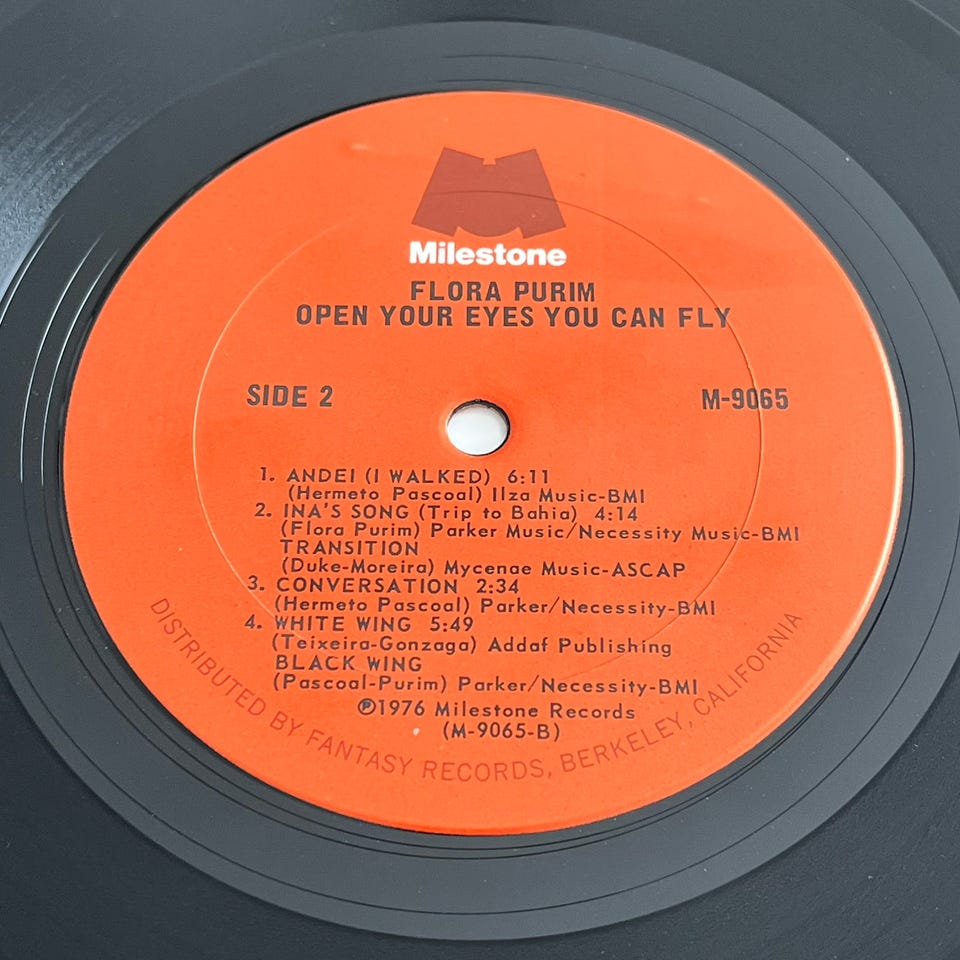 Milestone
FLORA PURIM
OPEN YOUR EYES YOU CAN FLY
SIDE 2
M-9065
1. ANDEI (I WALKED) 6:11
(Hermeto Pascoal) Ilza Music-BMI
2. INA'S SONG (Trip to Bahia) 4:14
(Flora Purim) Parker Music/Necessity Music-BMI
TRANSITION
(Duke-Moreira) Mycenae Music-ASCAP
3. CONVERSATION 2:34
(Hermeto Pascoal) Parker/Necessity-BMI
4. WHITE WING 5:49
(Teixeira-Gonzaga) Addaf Publishing
BLACK WING
(Pascoal-Purim) Parker/Necessity-BMI
℗1976 Milestone Records
(M-9065-B)
DISTRIBUTED BY FANTASY RECORDS, BERKELEY, CALIFORNIA